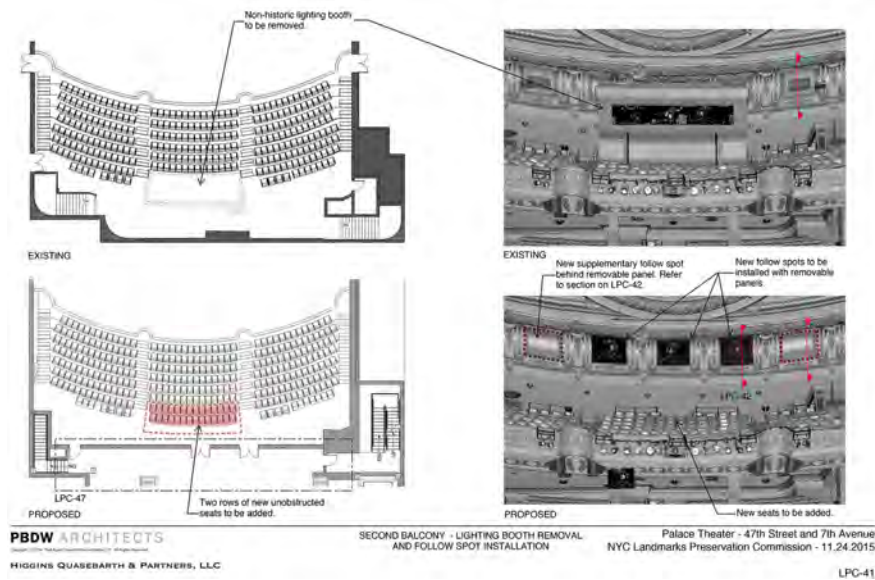 Non-historic lighting booth
to be removed.
EXISTING
EXISTING
New supplementary follow spot
behind removable panel. Refer
to section on LPC-42.
New follow spots to be
installed with removable
panels
LPC-42
LPC-47
PROPOSED
Two rows of new unobstructed
seats to be added.
PROPOSED
New seats to be added.
PBDW ARCHITECTS
HIGGINS QUASEBARTH & PARTNERS, LLC
SECOND BALCONY - LIGHTING BOOTH REMOVAL
AND FOLLOW SPOT INSTALLATION
Palace Theater - 47th Street and 7th Avenue
NYC Landmarks Preservation Commission - 11.24.2015
LPC-41